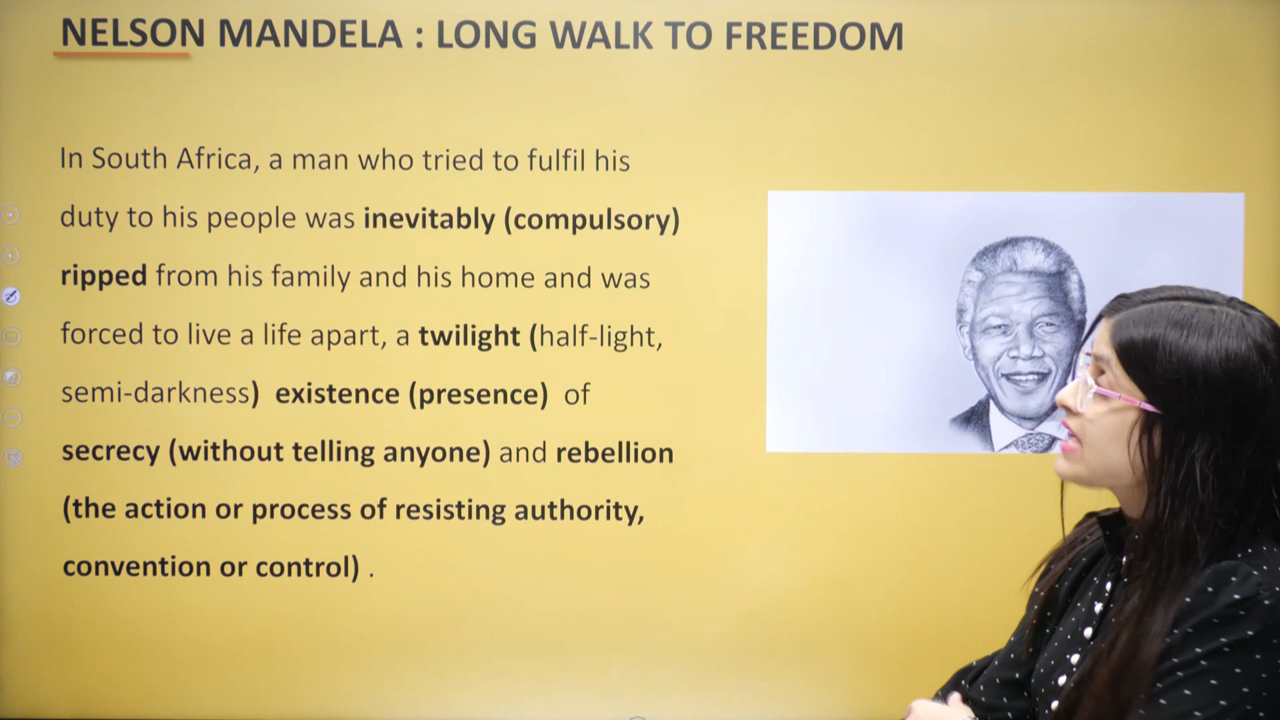 NELSON MANDELA : LONG WALK TO FREEDOM
In South Africa, a man who tried to fulfil his
duty to his people was inevitably (compulsory)
ripped from his family and his home and was
forced to live a life apart, a twilight (half-light,
semi-darkness) existence (presence) of
secrecy (without telling anyone) and rebellion
(the action or process of resisting authority,
convention or control) .